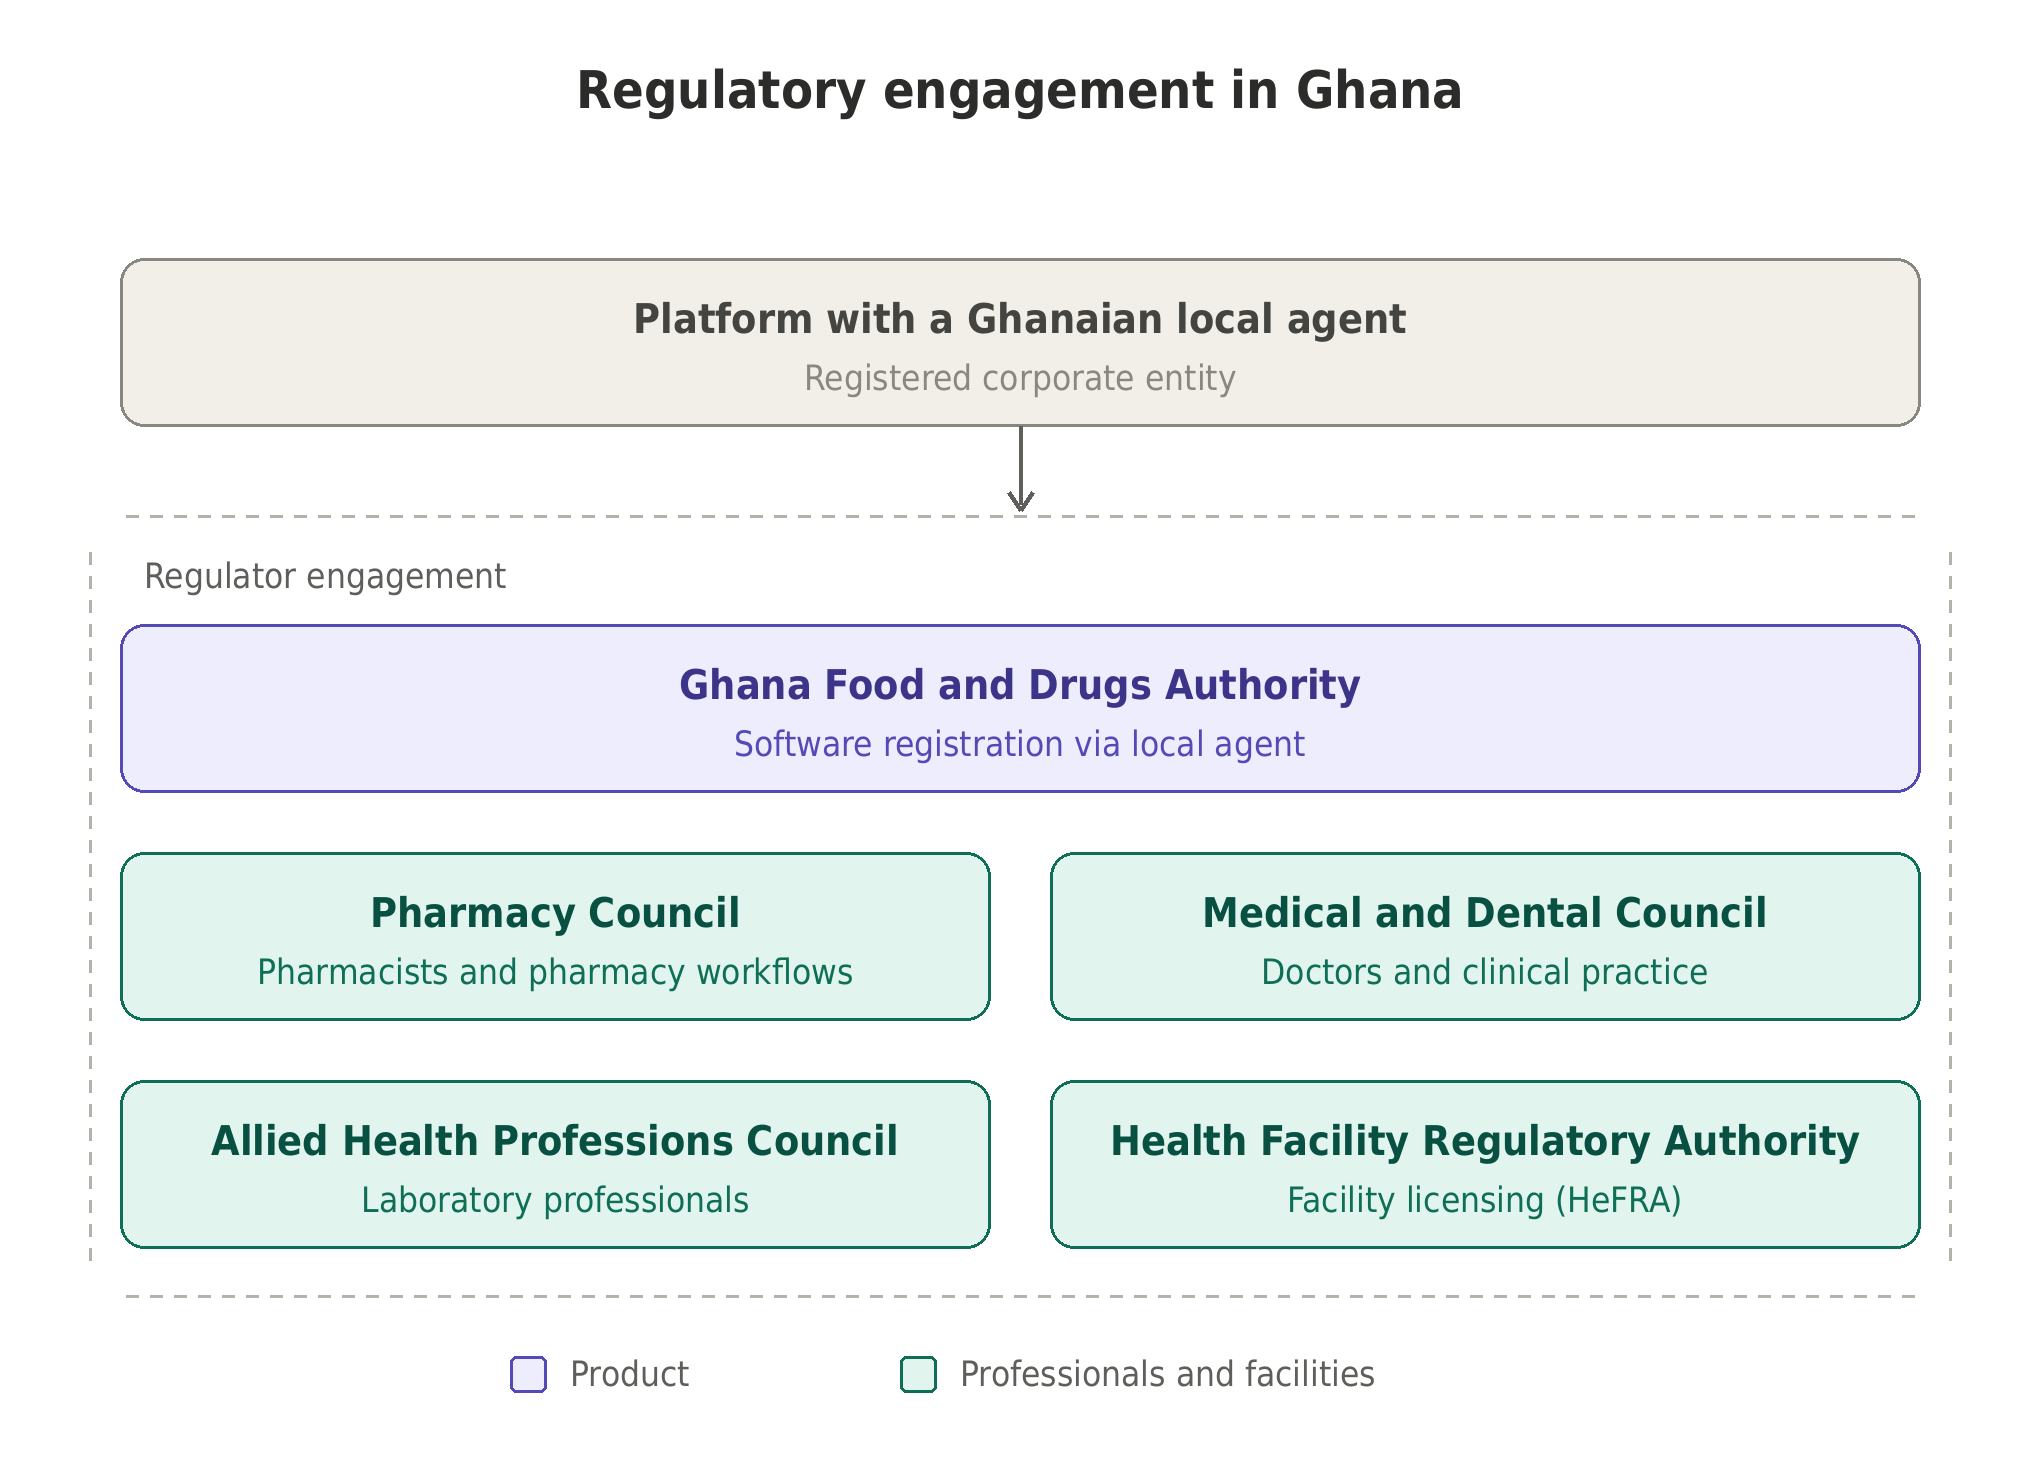 Regulatory engagement in Ghana
Platform with a Ghanaian local agent
Registered corporate entity
Regulator engagement
Ghana Food and Drugs Authority
Software registration via local agent
Pharmacy Council
Pharmacists and pharmacy workflows
Medical and Dental Council
Doctors and clinical practice
Allied Health Professions Council
Laboratory professionals
Health Facility Regulatory Authority
Facility licensing (HeFRA)
Product
Professionals and facilities